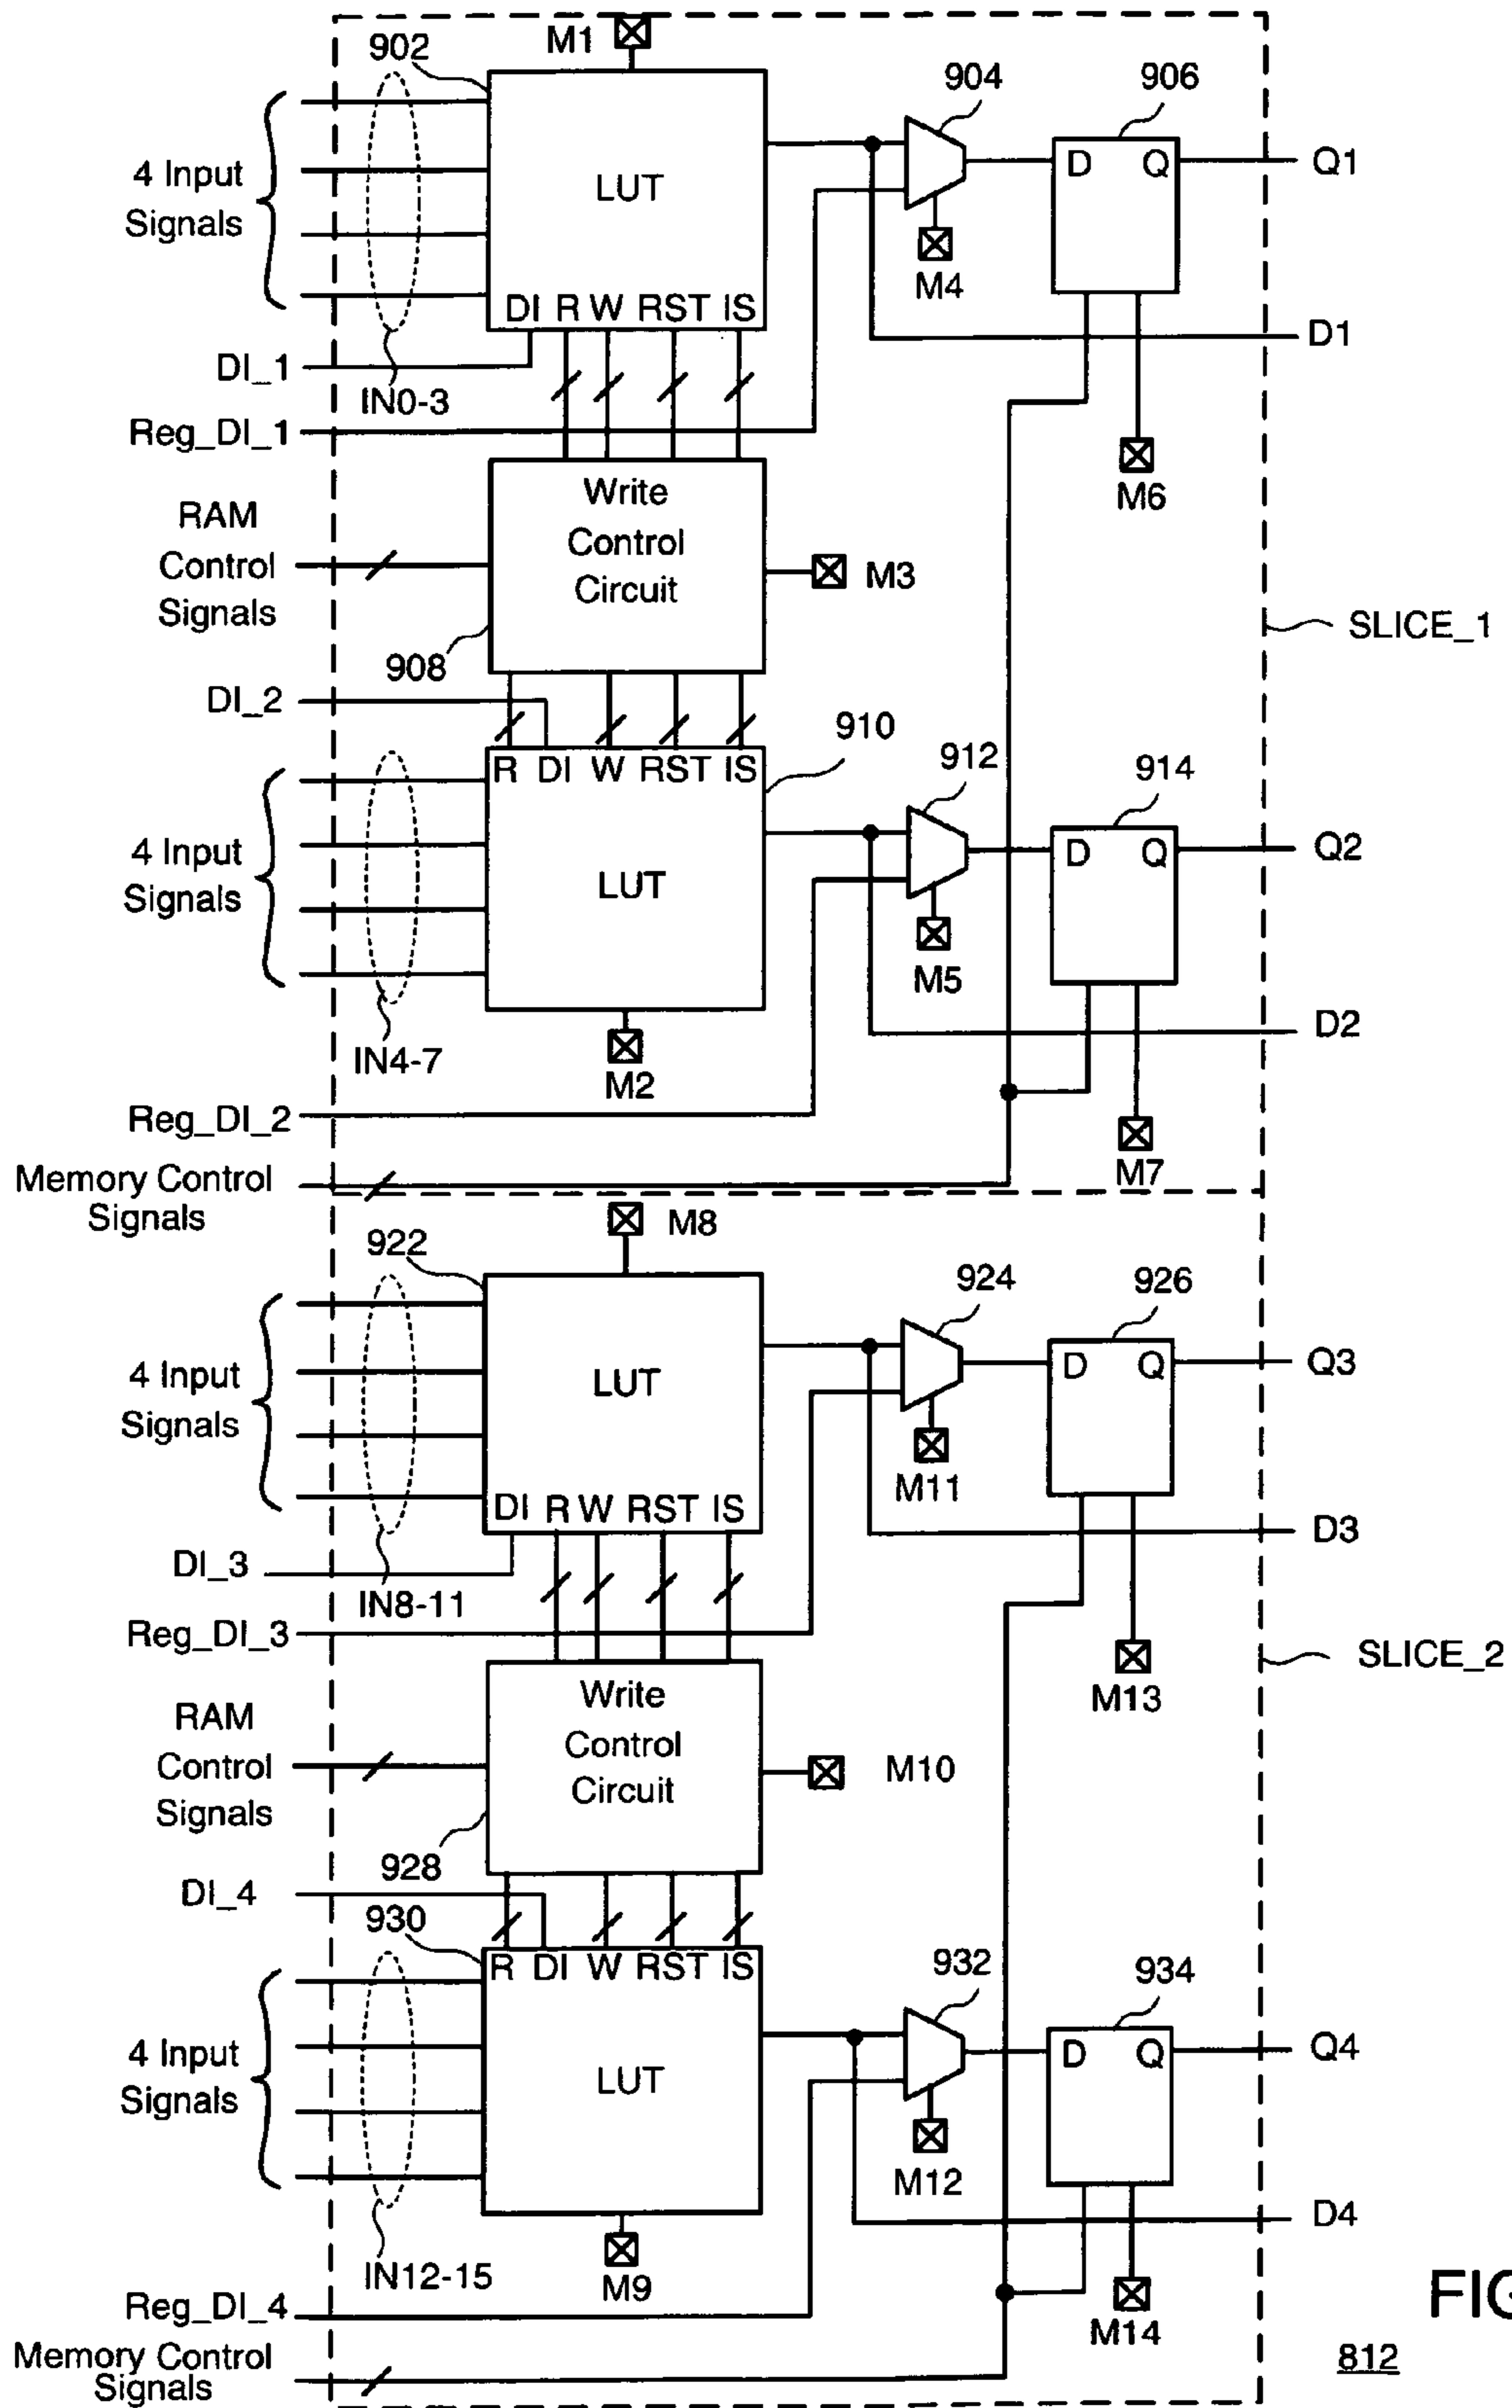 M1
902
904
906
4 Input
Signals
LUT
D Q
Q1
M4
DI R W RST IS
D1
DI_1
IN0-3
Reg_DI_1
M6
RAM
Control
Signals
Write
Control
Circuit
M3
SLICE_1
908
DI_2
910
912
914
R DI W RST IS
4 Input
Signals
LUT
D Q
Q2
M5
D2
IN4-7
M2
Reg_DI_2
M7
Memory Control
Signals
M8
922
924
926
4 Input
Signals
LUT
D Q
Q3
M11
DI R W RST IS
D3
DI_3
IN8-11
Reg_DI_3
SLICE_2
M13
RAM
Control
Signals
Write
Control
Circuit
M10
928
DI_4
930
932
934
R DI W RST IS
4 Input
Signals
LUT
D Q
Q4
M12
D4
IN12-15
M9
Reg_DI_4
M14
Memory Control
Signals
FIG
812